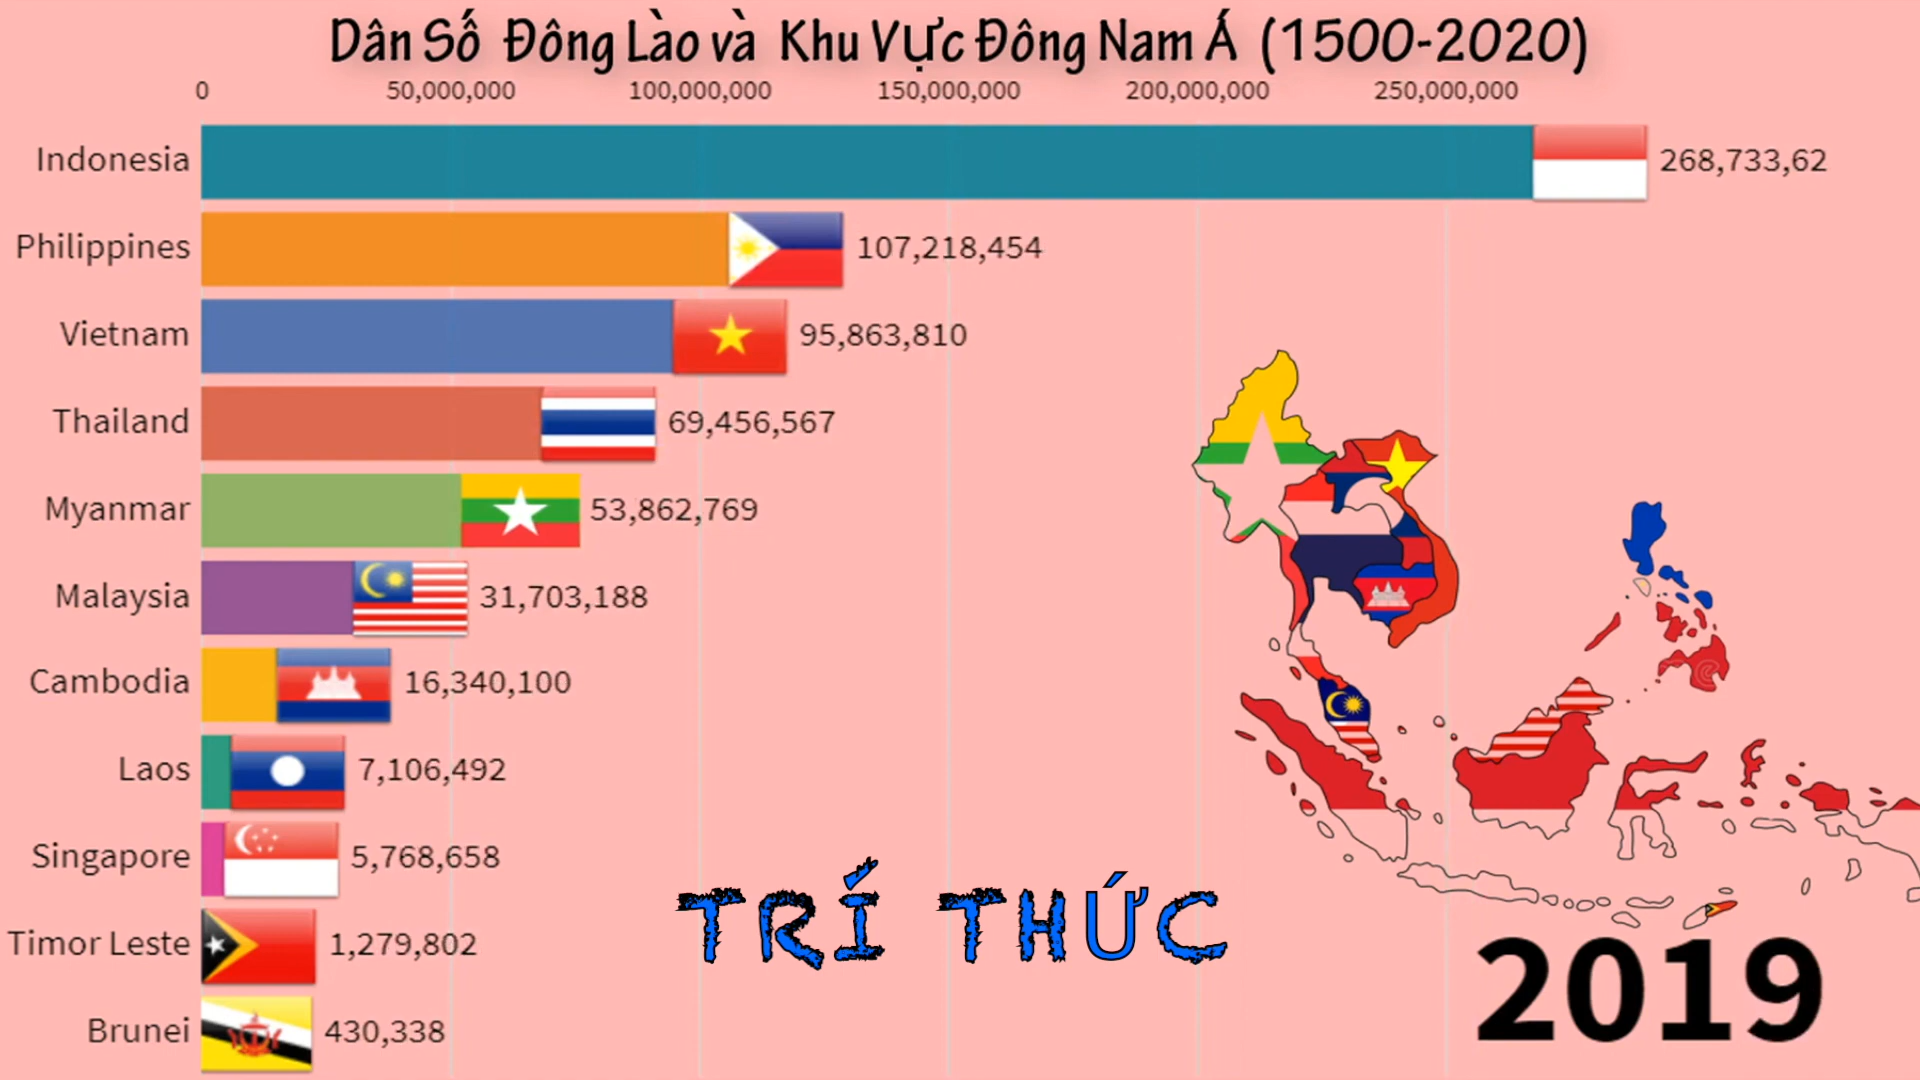 Dân Số Đông Lào và Khu Vực Đông Nam Á (1500-2020)
0 50,000,000 100,000,000 150,000,000 200,000,000 250,000,000
Indonesia 268,733,62
Philippines 107,218,454
Vietnam 95,863,810
Thailand 69,456,567
Myanmar 53,862,769
Malaysia 31,703,188
Cambodia 16,340,100
Laos 7,106,492
Singapore 5,768,658
TRÍ THỨC
Timor Leste 1,279,802
2019
Brunei 430,338